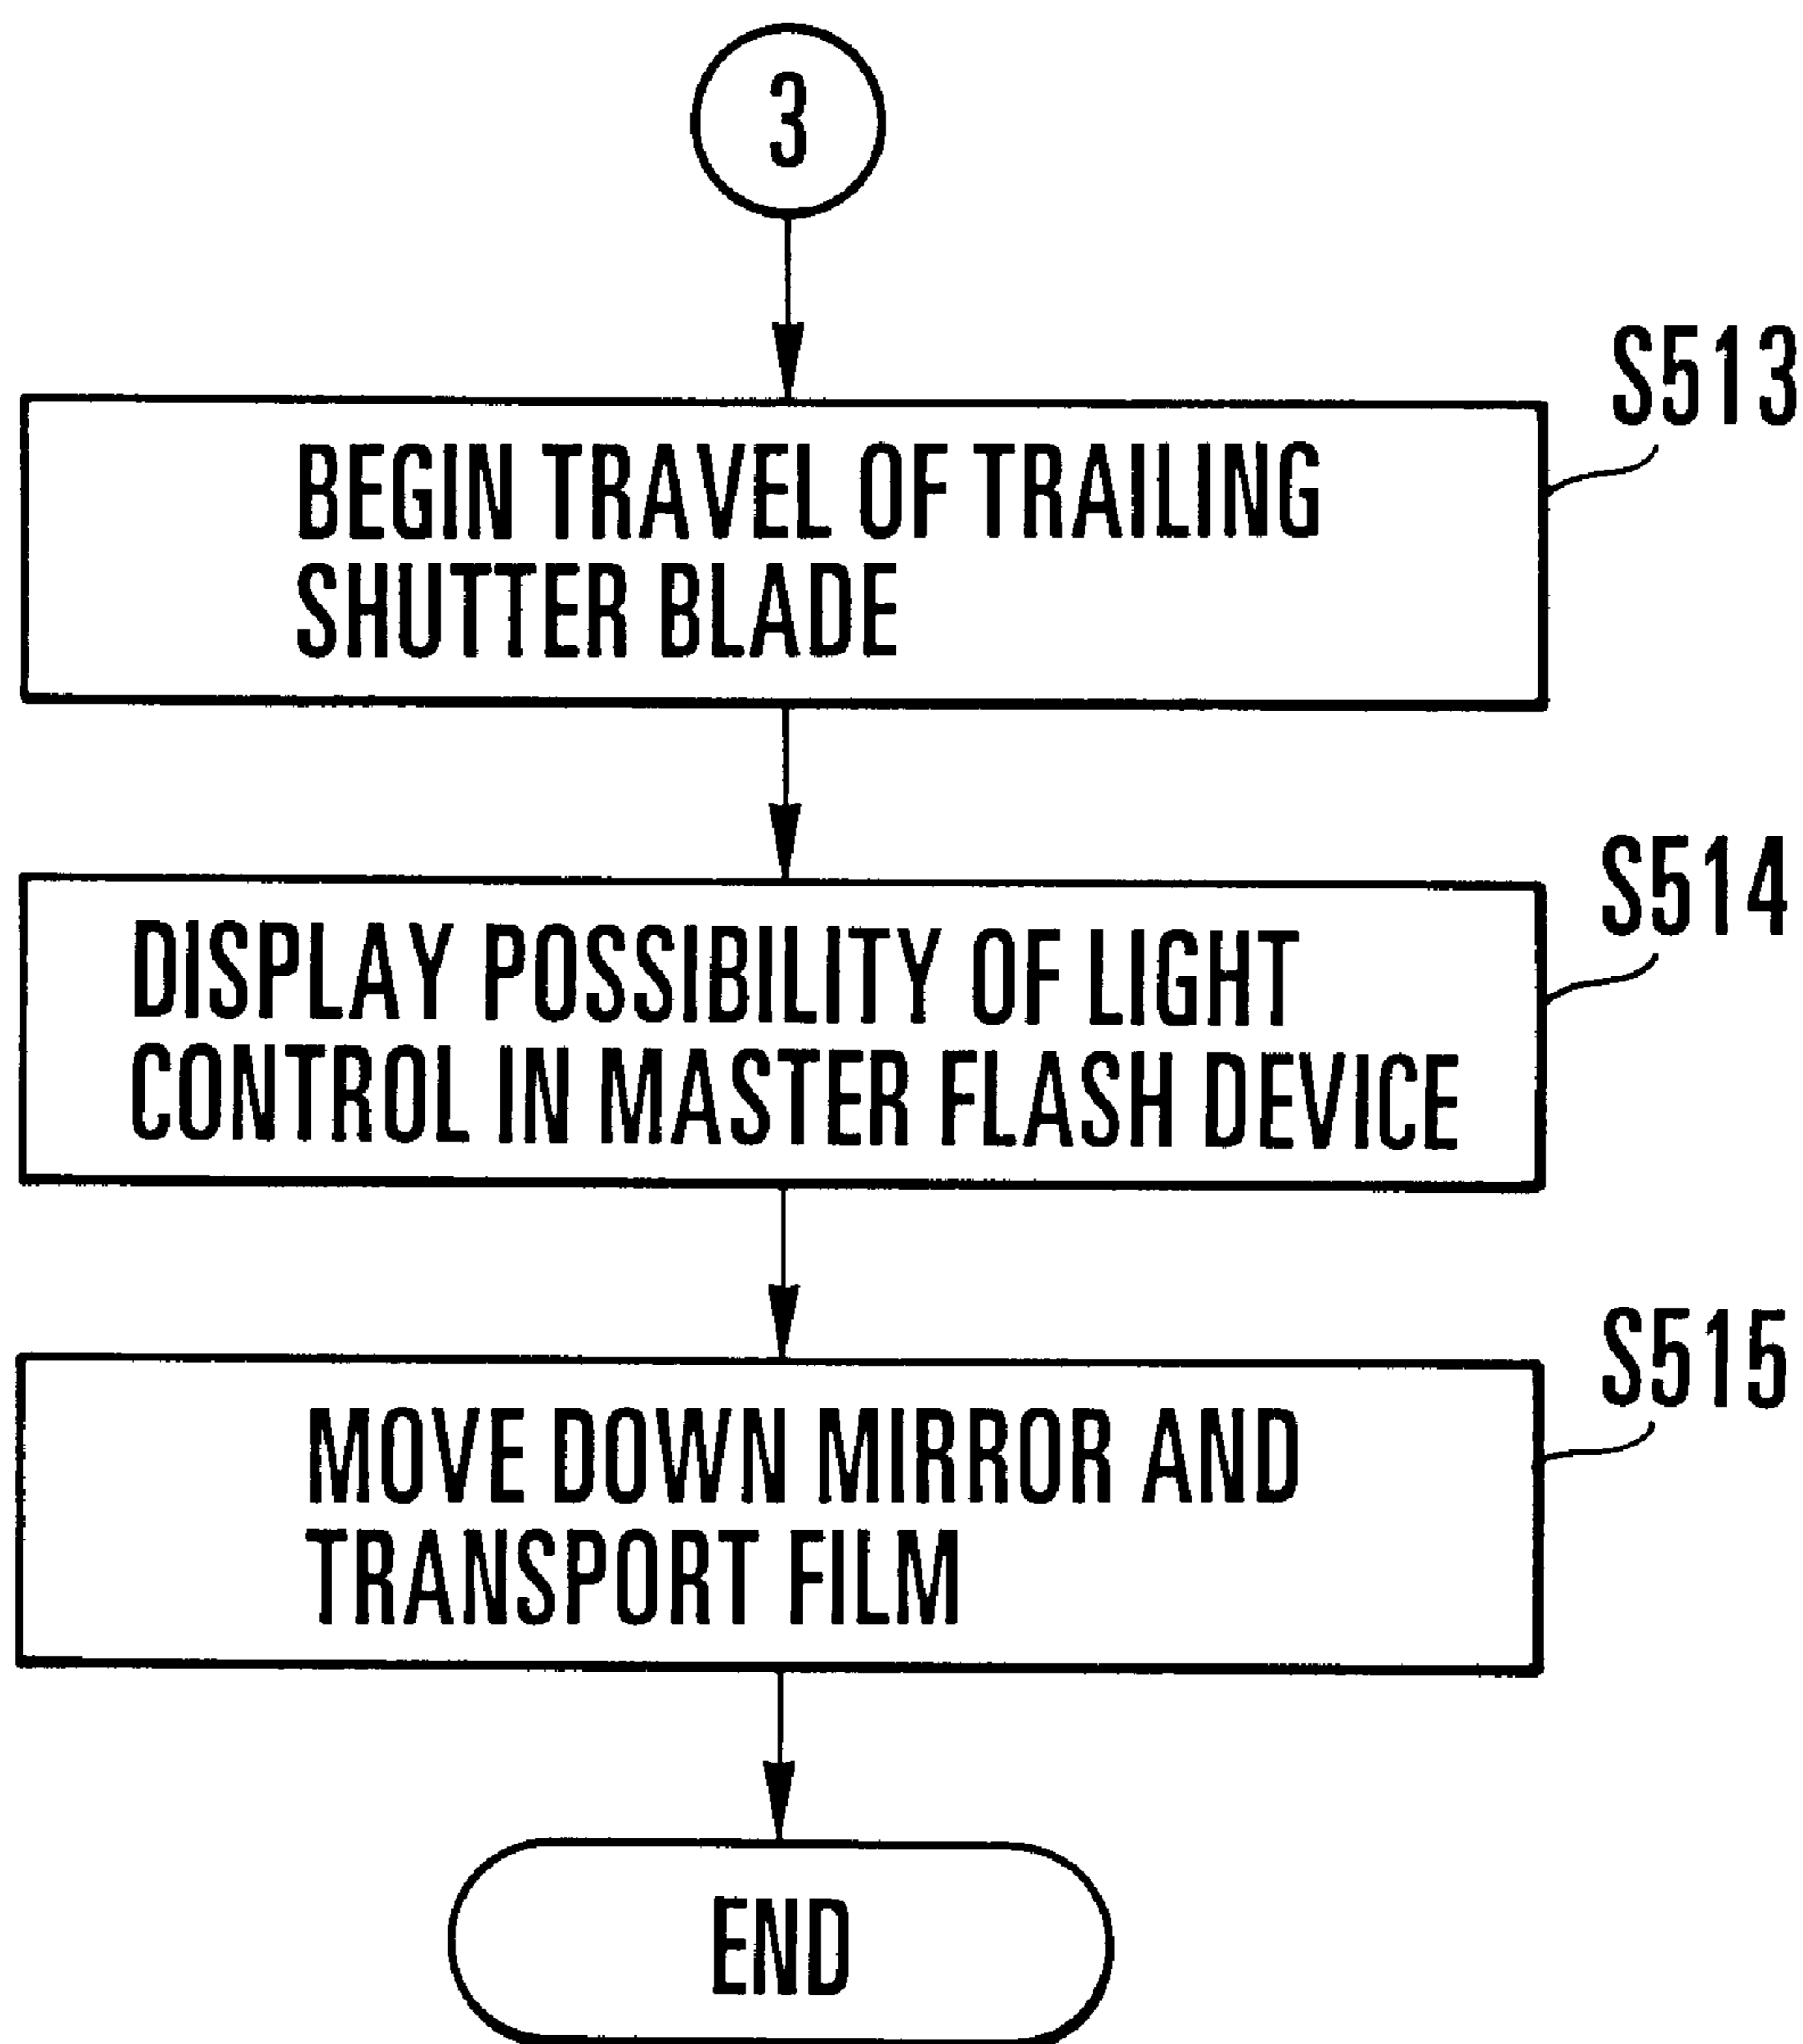 3
S513
BEGIN TRAVEL OF TRAILING
SHUTTER BLADE
S514
DISPLAY POSSIBILITY OF LIGHT
CONTROL IN MASTER FLASH DEVICE
S515
MOVE DOWN MIRROR AND
TRANSPORT FILM
END